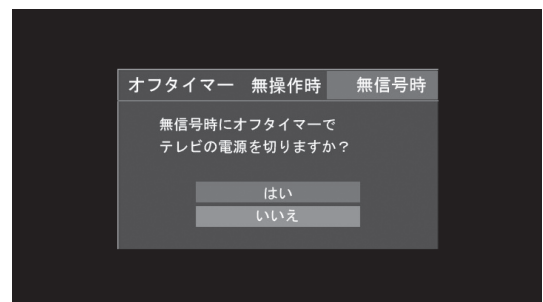 オフタイマー 無操作時 無信号時
無信号時にオフタイマーで
テレビの電源を切りますか？
はい
いいえ